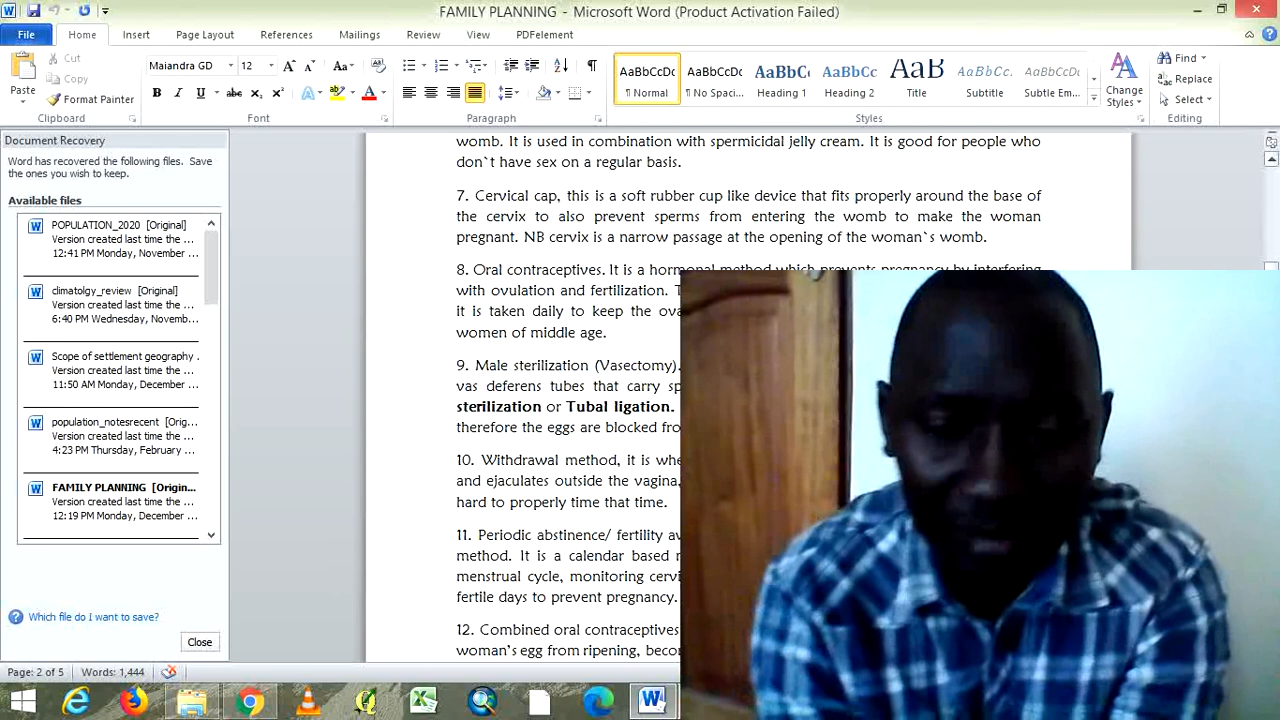 FAMILY PLANNING - Microsoft Word (Product Activation Failed)
File Home Insert Page Layout References Mailings Review View PDFelement
Paste
Cut
Copy
Format Painter
Clipboard
Maiandra GD 12
Font
Paragraph
AaBbCcDc AaBbCcDc AaBbC AaBbCc AaB AaBbCcD AaBbCcDc
¶ Normal ¶ No Spaci... Heading 1 Heading 2 Title Subtitle Subtle Em...
Change Styles
Styles
Find
Replace
Select
Editing
Document Recovery
Word has recovered the following files. Save
the ones you wish to keep.
Available files
POPULATION_2020 [Original]
Version created last time the ...
12:41 PM Monday, November ...
climatolgy_review [Original]
Version created last time the ...
6:40 PM Wednesday, Novemb...
Scope of settlement geography .
Version created last time the ...
11:50 AM Monday, December ...
population_notesrecent [Orig...
Version created last time the ...
4:23 PM Thursday, February ...
FAMILY PLANNING [Origin...
Version created last time the ...
12:19 PM Monday, December ...
Which file do I want to save?
Close
womb. It is used in combination with spermicidal jelly cream. It is good for people who
don`t have sex on a regular basis.
7. Cervical cap, this is a soft rubber cup like device that fits properly around the base of
the cervix to also prevent sperms from entering the womb to make the woman
pregnant. NB cervix is a narrow passage at the opening of the woman`s womb.
8. Oral contraceptives. It is a hormonal method which prevents pregnancy by interfering
with ovulation and fertilization.
it is taken daily to keep the
women of middle age.
9. Male sterilization (Vasectomy).
vas deferens tubes that carry
sterilization or Tubal ligation.
therefore the eggs are blocked
10. Withdrawal method, it is
and ejaculates outside the vagina,
hard to properly time that time.
11. Periodic abstinence/ fertility
method. It is a calendar based
menstrual cycle, monitoring
fertile days to prevent pregnancy.
12. Combined oral contraceptives
woman's egg from ripening,
Page: 2 of 5 Words: 1,444